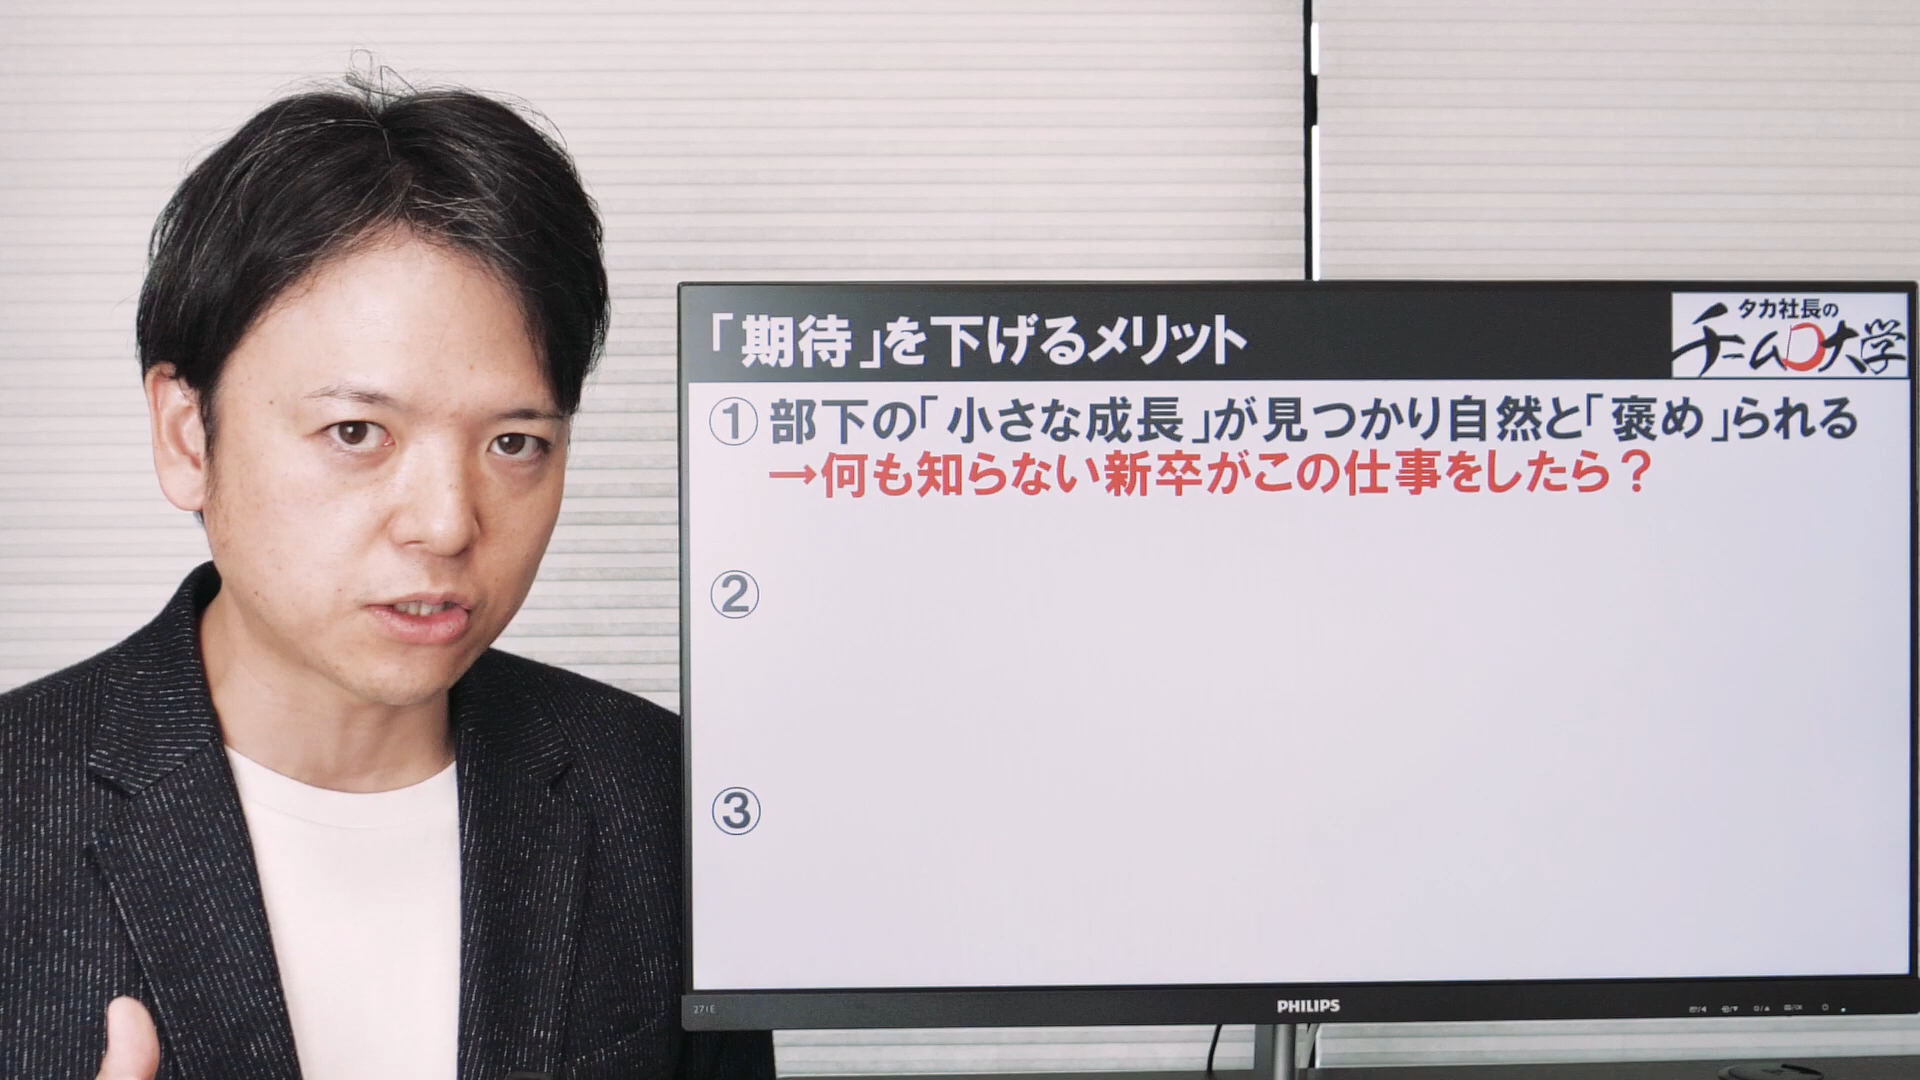 「期待」を下げるメリット
タカ社長の
チームD大学
①部下の「小さな成長」が見つかり自然と「褒め」られる
→何も知らない新卒がこの仕事をしたら？
②
③
271E
PHILIPS